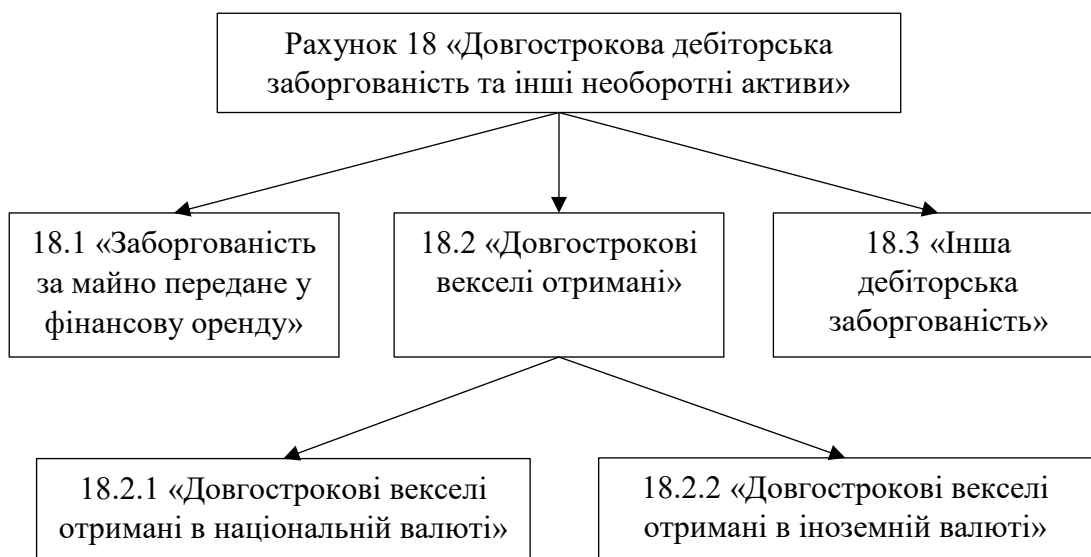 Рахунок 18 «Довгострокова дебіторська
заборгованість та інші необоротні активи»
18.1 «Заборгованість
за майно передане у
фінансову оренду»
18.2 «Довгострокові
векселі отримані»
18.3 «Інша
дебіторська
заборгованість»
18.2.1 «Довгострокові векселі
отримані в національній валюті»
18.2.2 «Довгострокові векселі
отримані в іноземній валюті»